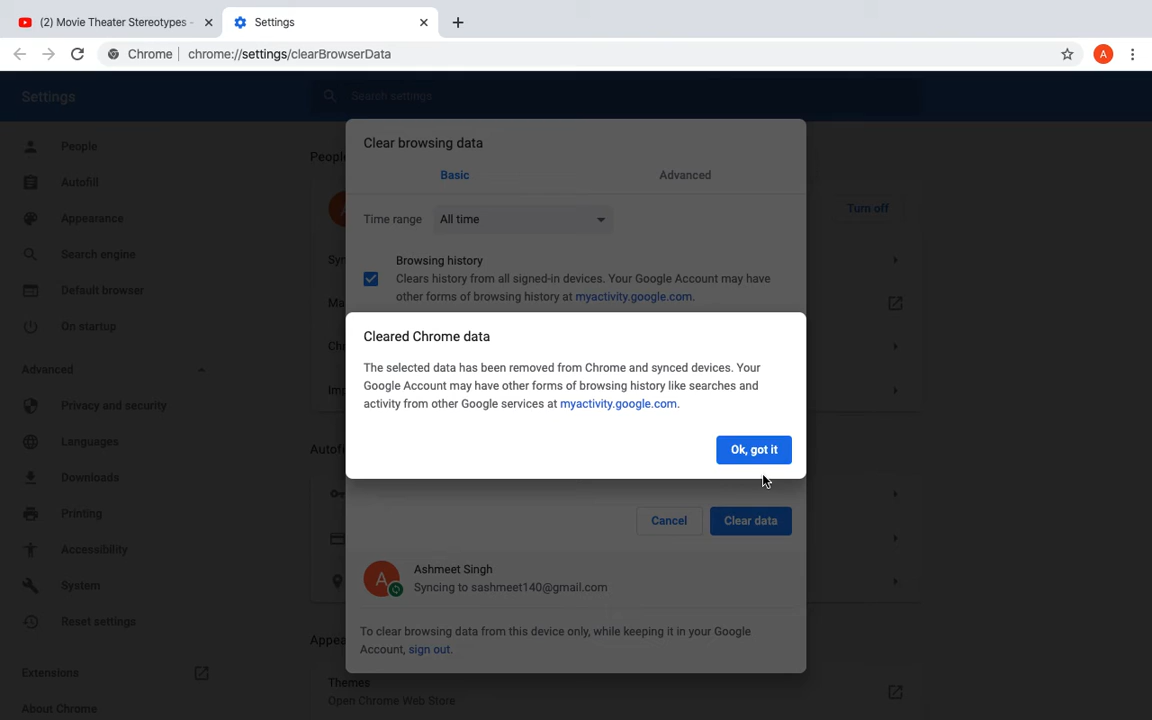 (2) Movie Theater Stereotypes -
Settings
Chrome
chrome://settings/clearBrowserData
A
Settings
Search settings
People
Autofill
Appearance
Search engine
Default browser
On startup
Advanced
Privacy and security
Languages
Downloads
Printing
Accessibility
System
Reset settings
Extensions
About Chrome
People
Turn off
Clear browsing data
Basic
Advanced
Time range
All time
Browsing history
Clears history from all signed-in devices. Your Google Account may have
other forms of browsing history at myactivity.google.com.
Cleared Chrome data
The selected data has been removed from Chrome and synced devices. Your
Google Account may have other forms of browsing history like searches and
activity from other Google services at myactivity.google.com.
Ok, got it
Cancel
Clear data
A
Ashmeet Singh
Syncing to sashmeet140@gmail.com
To clear browsing data from this device only, while keeping it in your Google
Account, sign out.
Themes
Open Chrome Web Store